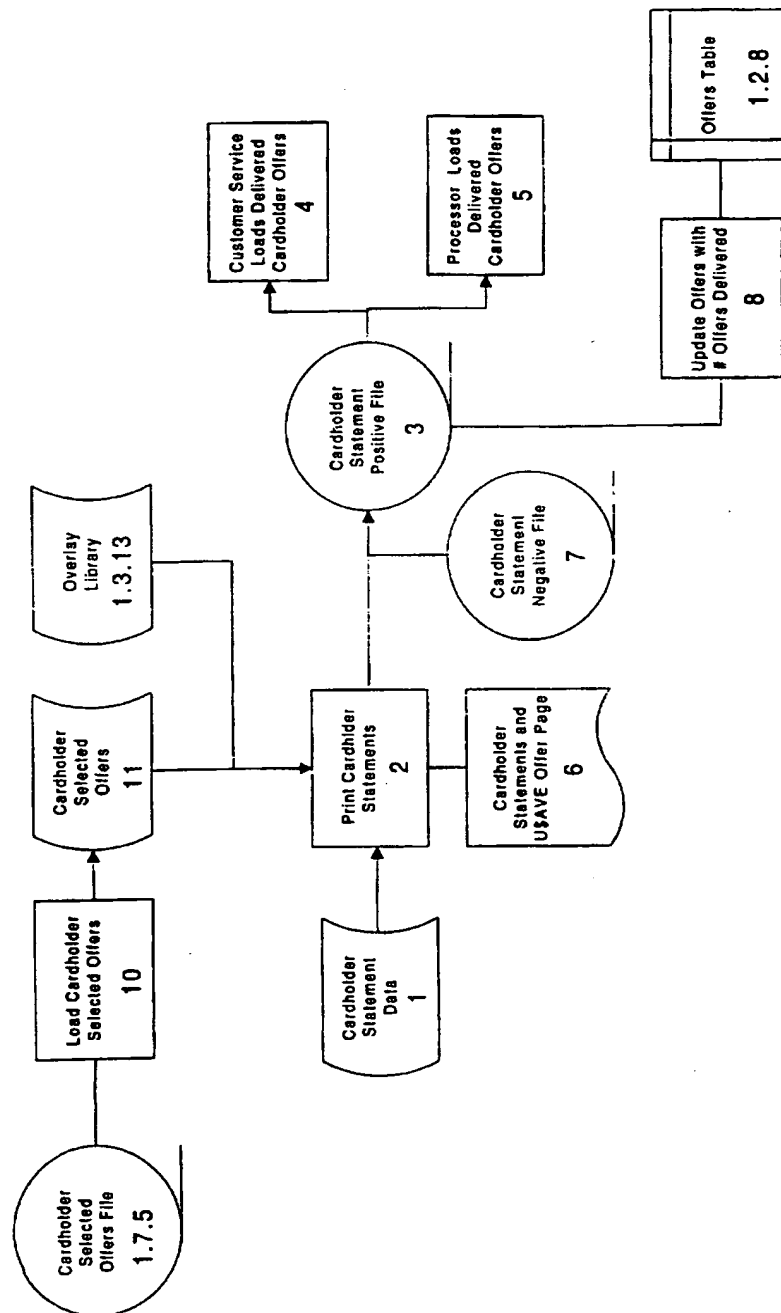 Cardholder
Selected
Offers File
1.7.5
Load Cardholder
Selected Offers
10
Cardholder
Selected
Offers
11
Overlay
Library
1.3.13
Cardholder
Statement
Data
1
Print Cardhlder
Statements
2
Cardholder
Statements and
U$AVE Offer Page
6
Cardholder
Statement
Negative File
7
Cardholder
Statement
Positive File
3
Customer Service
Loads Delivered
Cardholder Offers
4
Processor Loads
Delivered
Cardholder Offers
5
Update Offers with
# Offers Delivered
8
Offers Table
1.2.8